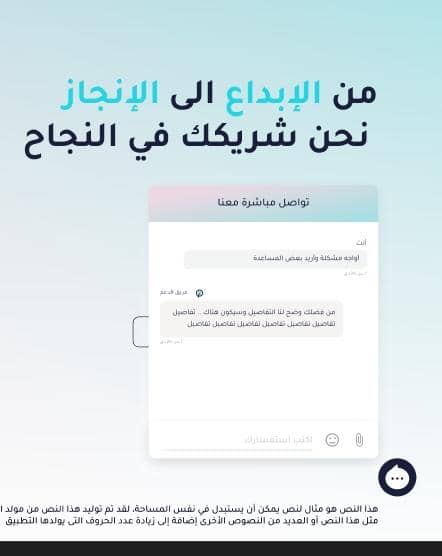 من الإبداع الى الإنجاز
نحن شريكك في النجاح
تواصل مباشرة معنا
أنت
أواجه مشكلة وأريد بعض المساعدة
فريق الدعم
من فضلك وضح لنا التفاصيل وسيكون هناك .. تفاصيل
تفاصيل تفاصيل تفاصيل تفاصيل تفاصيل تفاصيل
اكتب استفسارك
هذا النص هو مثال لنص يمكن أن يستبدل في نفس المساحة، لقد تم توليد هذا النص من مولد ا
مثل هذا النص أو العديد من النصوص الأخرى إضافة إلى زيادة عدد الحروف التى يولدها التطبيق